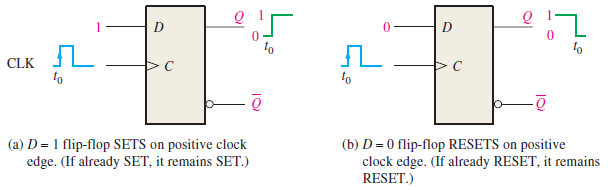 1
D
Q
1
0
t0
CLK
t0
C
Q̅
(a) D = 1 flip-flop SETS on positive clock
edge. (If already SET, it remains SET.)
0
D
Q
1
0
t0
t0
C
Q̅
(b) D = 0 flip-flop RESETS on positive
clock edge. (If already RESET, it remains
RESET.)